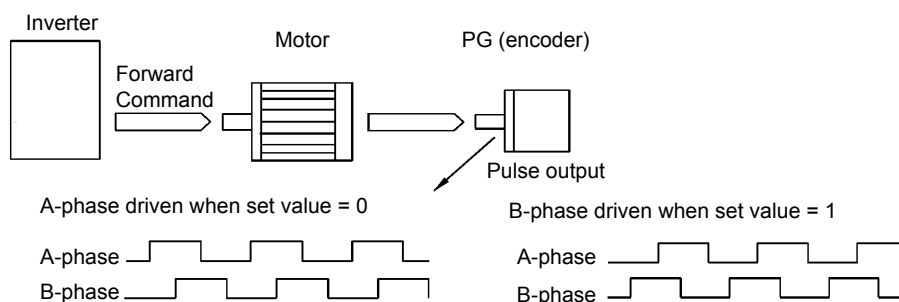 Inverter
Motor
PG (encoder)
Forward
Command
Pulse output
A-phase driven when set value = 0
B-phase driven when set value = 1
A-phase
A-phase
B-phase
B-phase